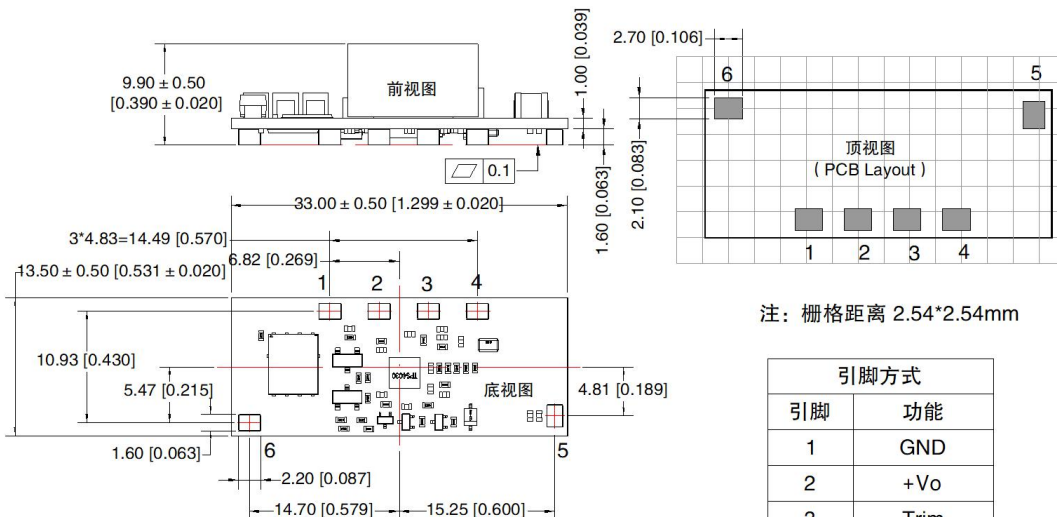 9.90 ± 0.50
[0.390 ± 0.020]
前视图
1.00 [0.039]
0.1
1.60 [0.063]
33.00 ± 0.50 [1.299 ± 0.020]
3*4.83=14.49 [0.570]
6.82 [0.269]
13.50 ± 0.50 [0.531 ± 0.020]
1 2 3 4
10.93 [0.430]
5.47 [0.215]
底视图
4.81 [0.189]
1.60 [0.063]
6
5
2.20 [0.087]
14.70 [0.579]
15.25 [0.600]
2.70 [0.106]
6
5
2.10 [0.083]
顶视图
( PCB Layout )
1 2 3 4
注: 栅格距离 2.54*2.54mm
引脚方式
引脚 功能
1 GND
2 +Vo
3 Trim